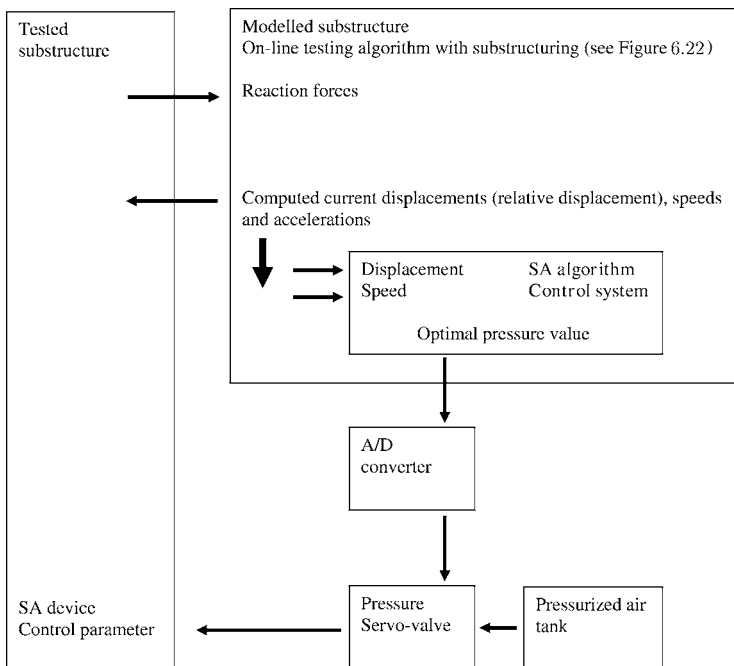 Tested
substructure
Modelled substructure
On-line testing algorithm with substructuring (see Figure 6.22)
Reaction forces
Computed current displacements (relative displacement), speeds
and accelerations
Displacement SA algorithm
Speed Control system
Optimal pressure value
A/D
converter
SA device
Control parameter
Pressure
Servo-valve
Pressurized air
tank